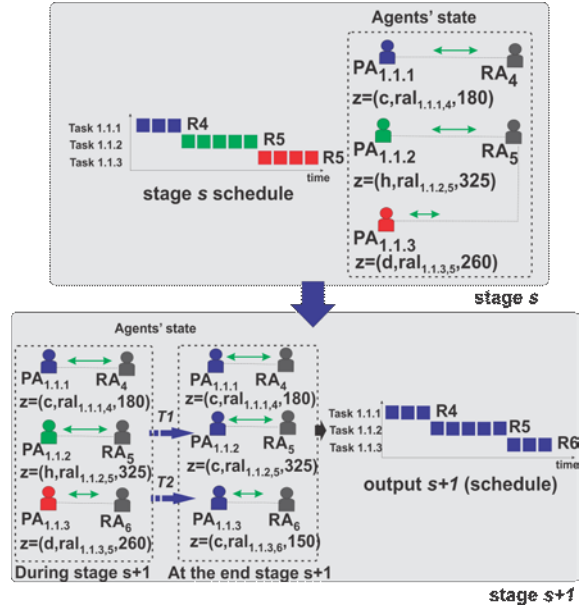 Agents' state
PA1.1.1 RA4
z=(c,ral1.1.1,4,180)
Task 1.1.1 R4
Task 1.1.2 R5
Task 1.1.3 R5
time
stage s schedule
PA1.1.2 RA5
z=(h,ral1.1.2,5,325)
PA1.1.3
z=(d,ral1.1.3,5,260)
stage s
Agents' state
PA1.1.1 RA4
z=(c,ral1.1.1,4,180)
PA1.1.2 RA5
z=(h,ral1.1.2,5,325)
PA1.1.3 RA6
z=(d,ral1.1.3,5,260)
During stage s+1
T1
T2
PA1.1.1 RA4
z=(c,ral1.1.1,4,180)
PA1.1.2 RA5
z=(c,ral1.1.2,5,325)
PA1.1.3 RA6
z=(c,ral1.1.3,6,150)
At the end stage s+1
Task 1.1.1 R4
Task 1.1.2 R5
Task 1.1.3 R6
time
output s+1 (schedule)
stage s+1